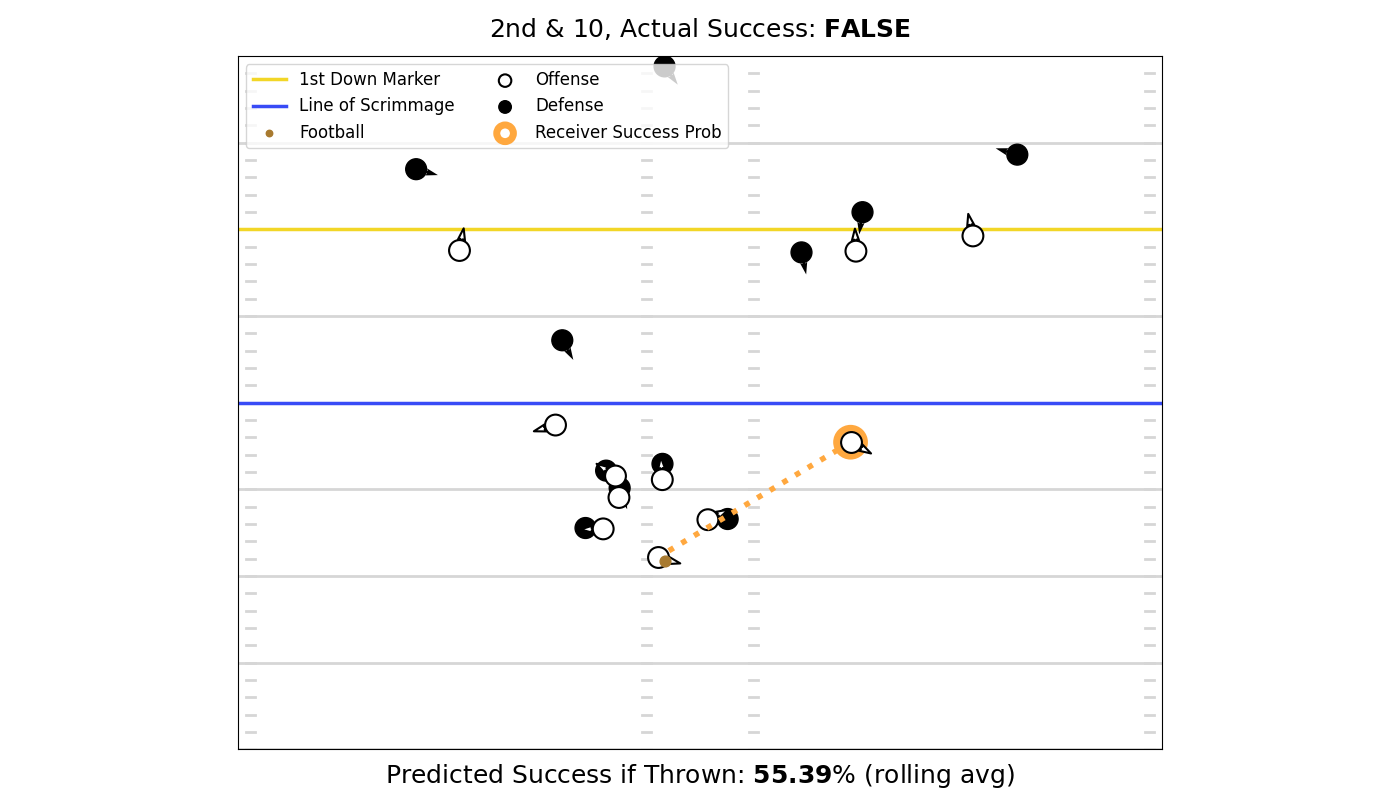 2nd & 10, Actual Success: FALSE
1st Down Marker
Line of Scrimmage
Football
Offense
Defense
Receiver Success Prob
Predicted Success if Thrown: 55.39% (rolling avg)